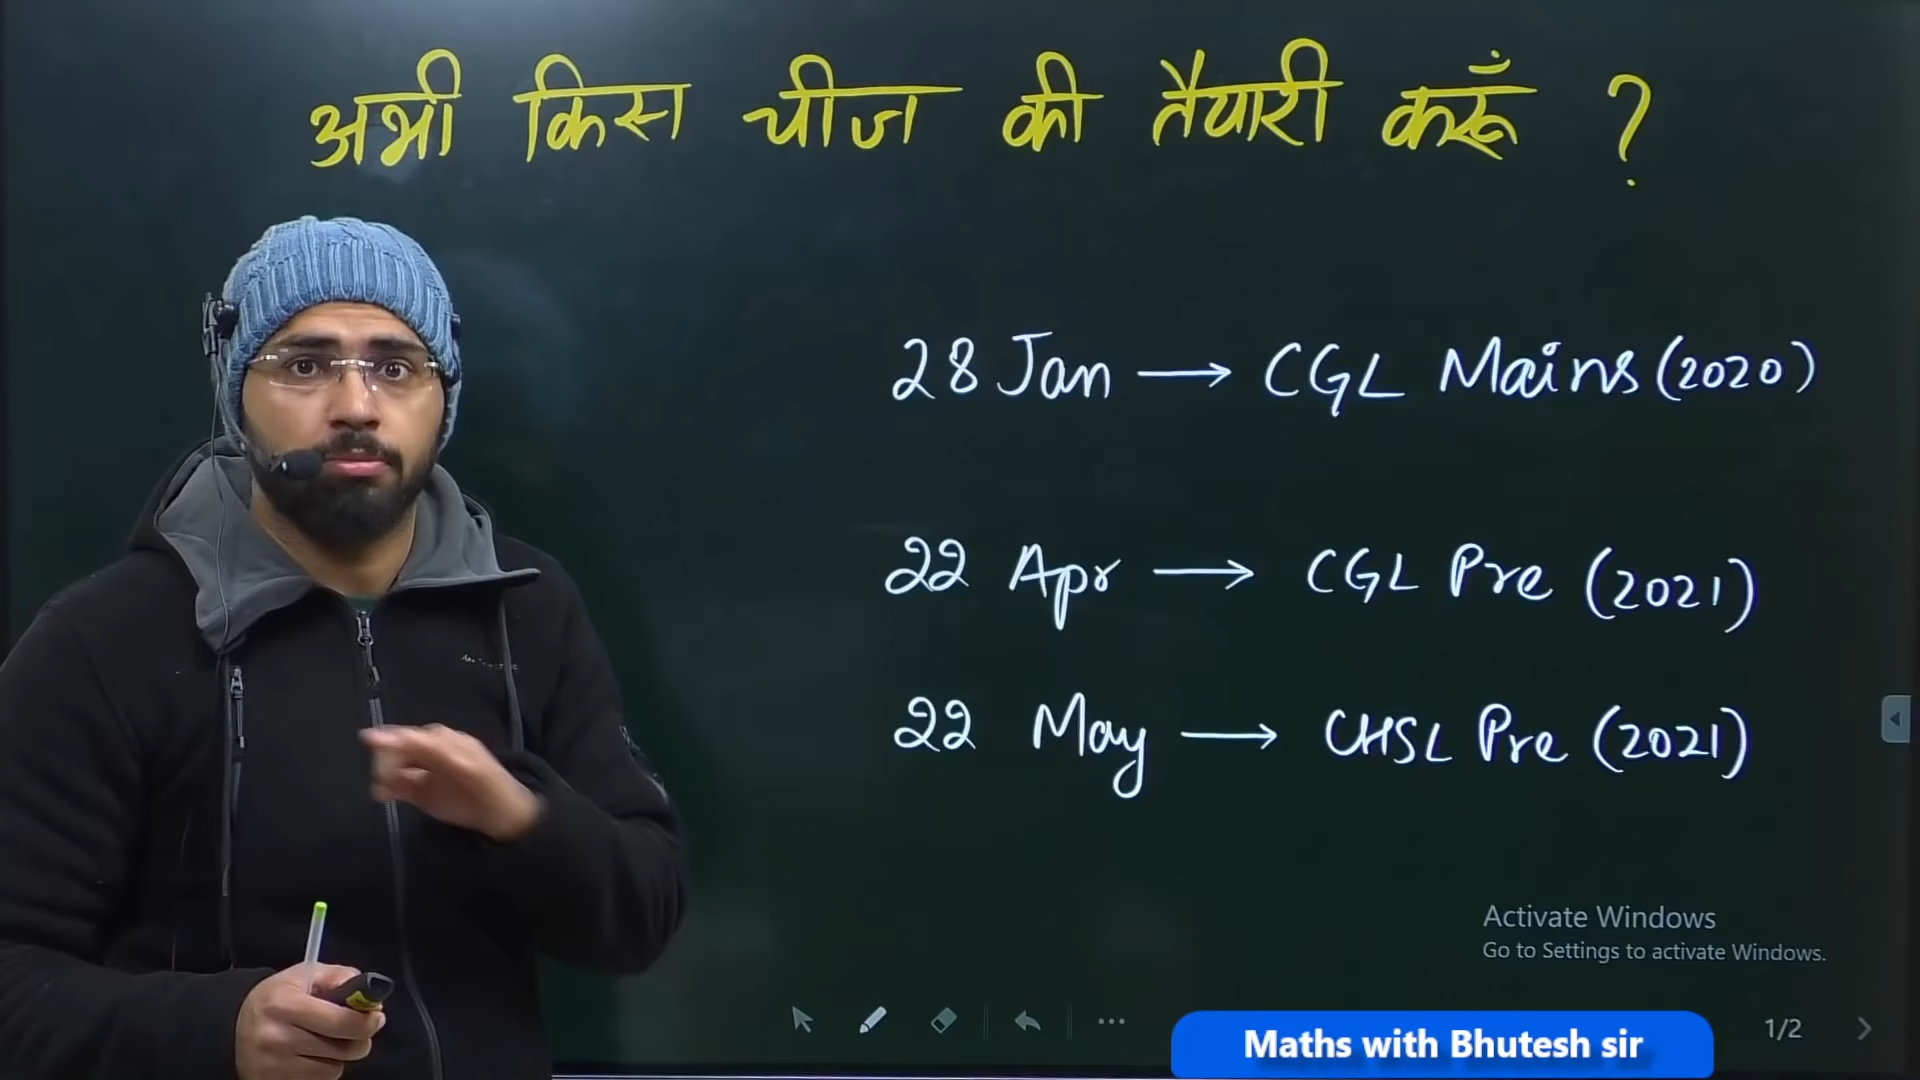 अभी किस चीज की तैयारी करूँ ?
28 Jan → CGL Mains (2020)
22 Apr → CGL Pre (2021)
22 May → CHSL Pre (2021)
Activate Windows
Go to Settings to activate Windows.
Maths with Bhutesh sir
1/2